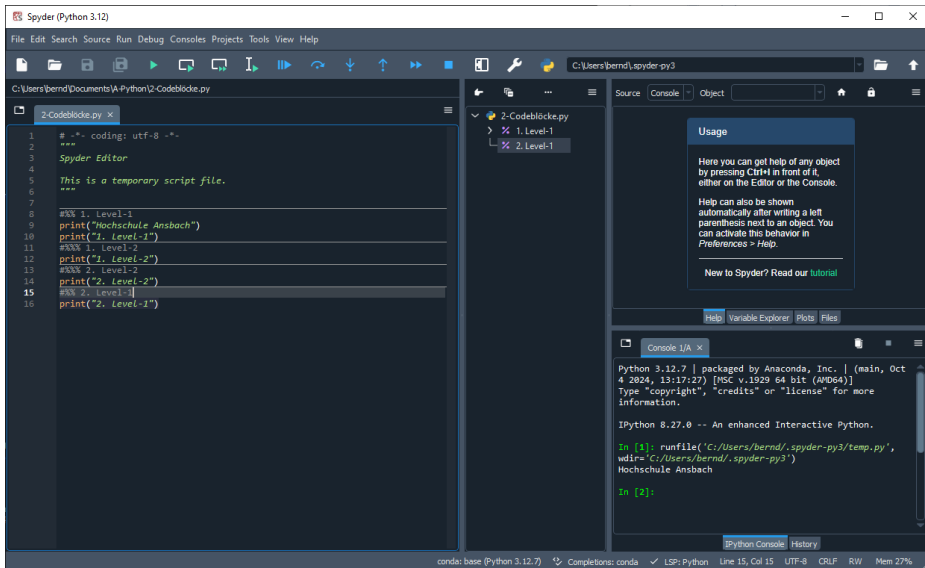 Spyder (Python 3.12)
File Edit Search Source Run Debug Consoles Projects Tools View Help
C:\Users\bernd\.spyder-py3
C:\Users\bernd\Documents\A-Python\2-Codeblöcke.py
2-Codeblöcke.py
1 # -*- coding: utf-8 -*-
2 """
3 Spyder Editor
4
5 This is a temporary script file.
6 """
7
8 #%% 1. Level-1
9 print("Hochschule Ansbach")
10 print("1. Level-1")
11 #%%% 1. Level-2
12 print("1. Level-2")
13 #%%% 2. Level-2
14 print("2. Level-2")
15 #%% 2. Level-1
16 print("2. Level-1")
2-Codeblöcke.py
1. Level-1
2. Level-1
Source Console Object
Usage
Here you can get help of any object
by pressing Ctrl+I in front of it,
either on the Editor or the Console.
Help can also be shown
automatically after writing a left
parenthesis next to an object. You
can activate this behavior in
Preferences > Help.
New to Spyder? Read our tutorial
Help Variable Explorer Plots Files
Console 1/A
Python 3.12.7 | packaged by Anaconda, Inc. | (main, Oct
4 2024, 13:17:27) [MSC v.1929 64 bit (AMD64)]
Type "copyright", "credits" or "license" for more
information.
IPython 8.27.0 -- An enhanced Interactive Python.
In [1]: runfile('C:/Users/bernd/.spyder-py3/temp.py',
wdir='C:/Users/bernd/.spyder-py3')
Hochschule Ansbach
In [2]:
IPython Console History
conda: base (Python 3.12.7) Completions: conda LSP: Python Line 15, Col 15 UTF-8 CRLF RW Mem 27%